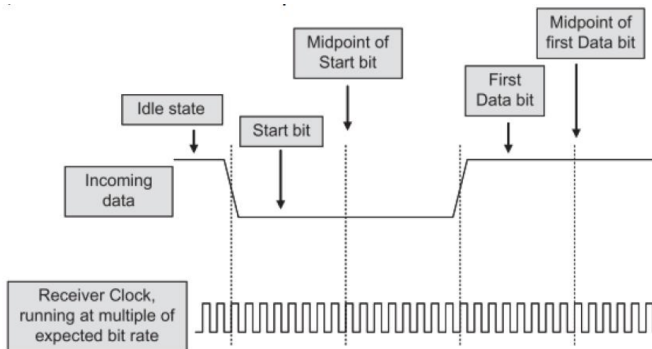 Midpoint of
Start bit
Midpoint of
first Data bit
Idle state
Start bit
First
Data bit
Incoming
data
Receiver Clock,
running at multiple of
expected bit rate